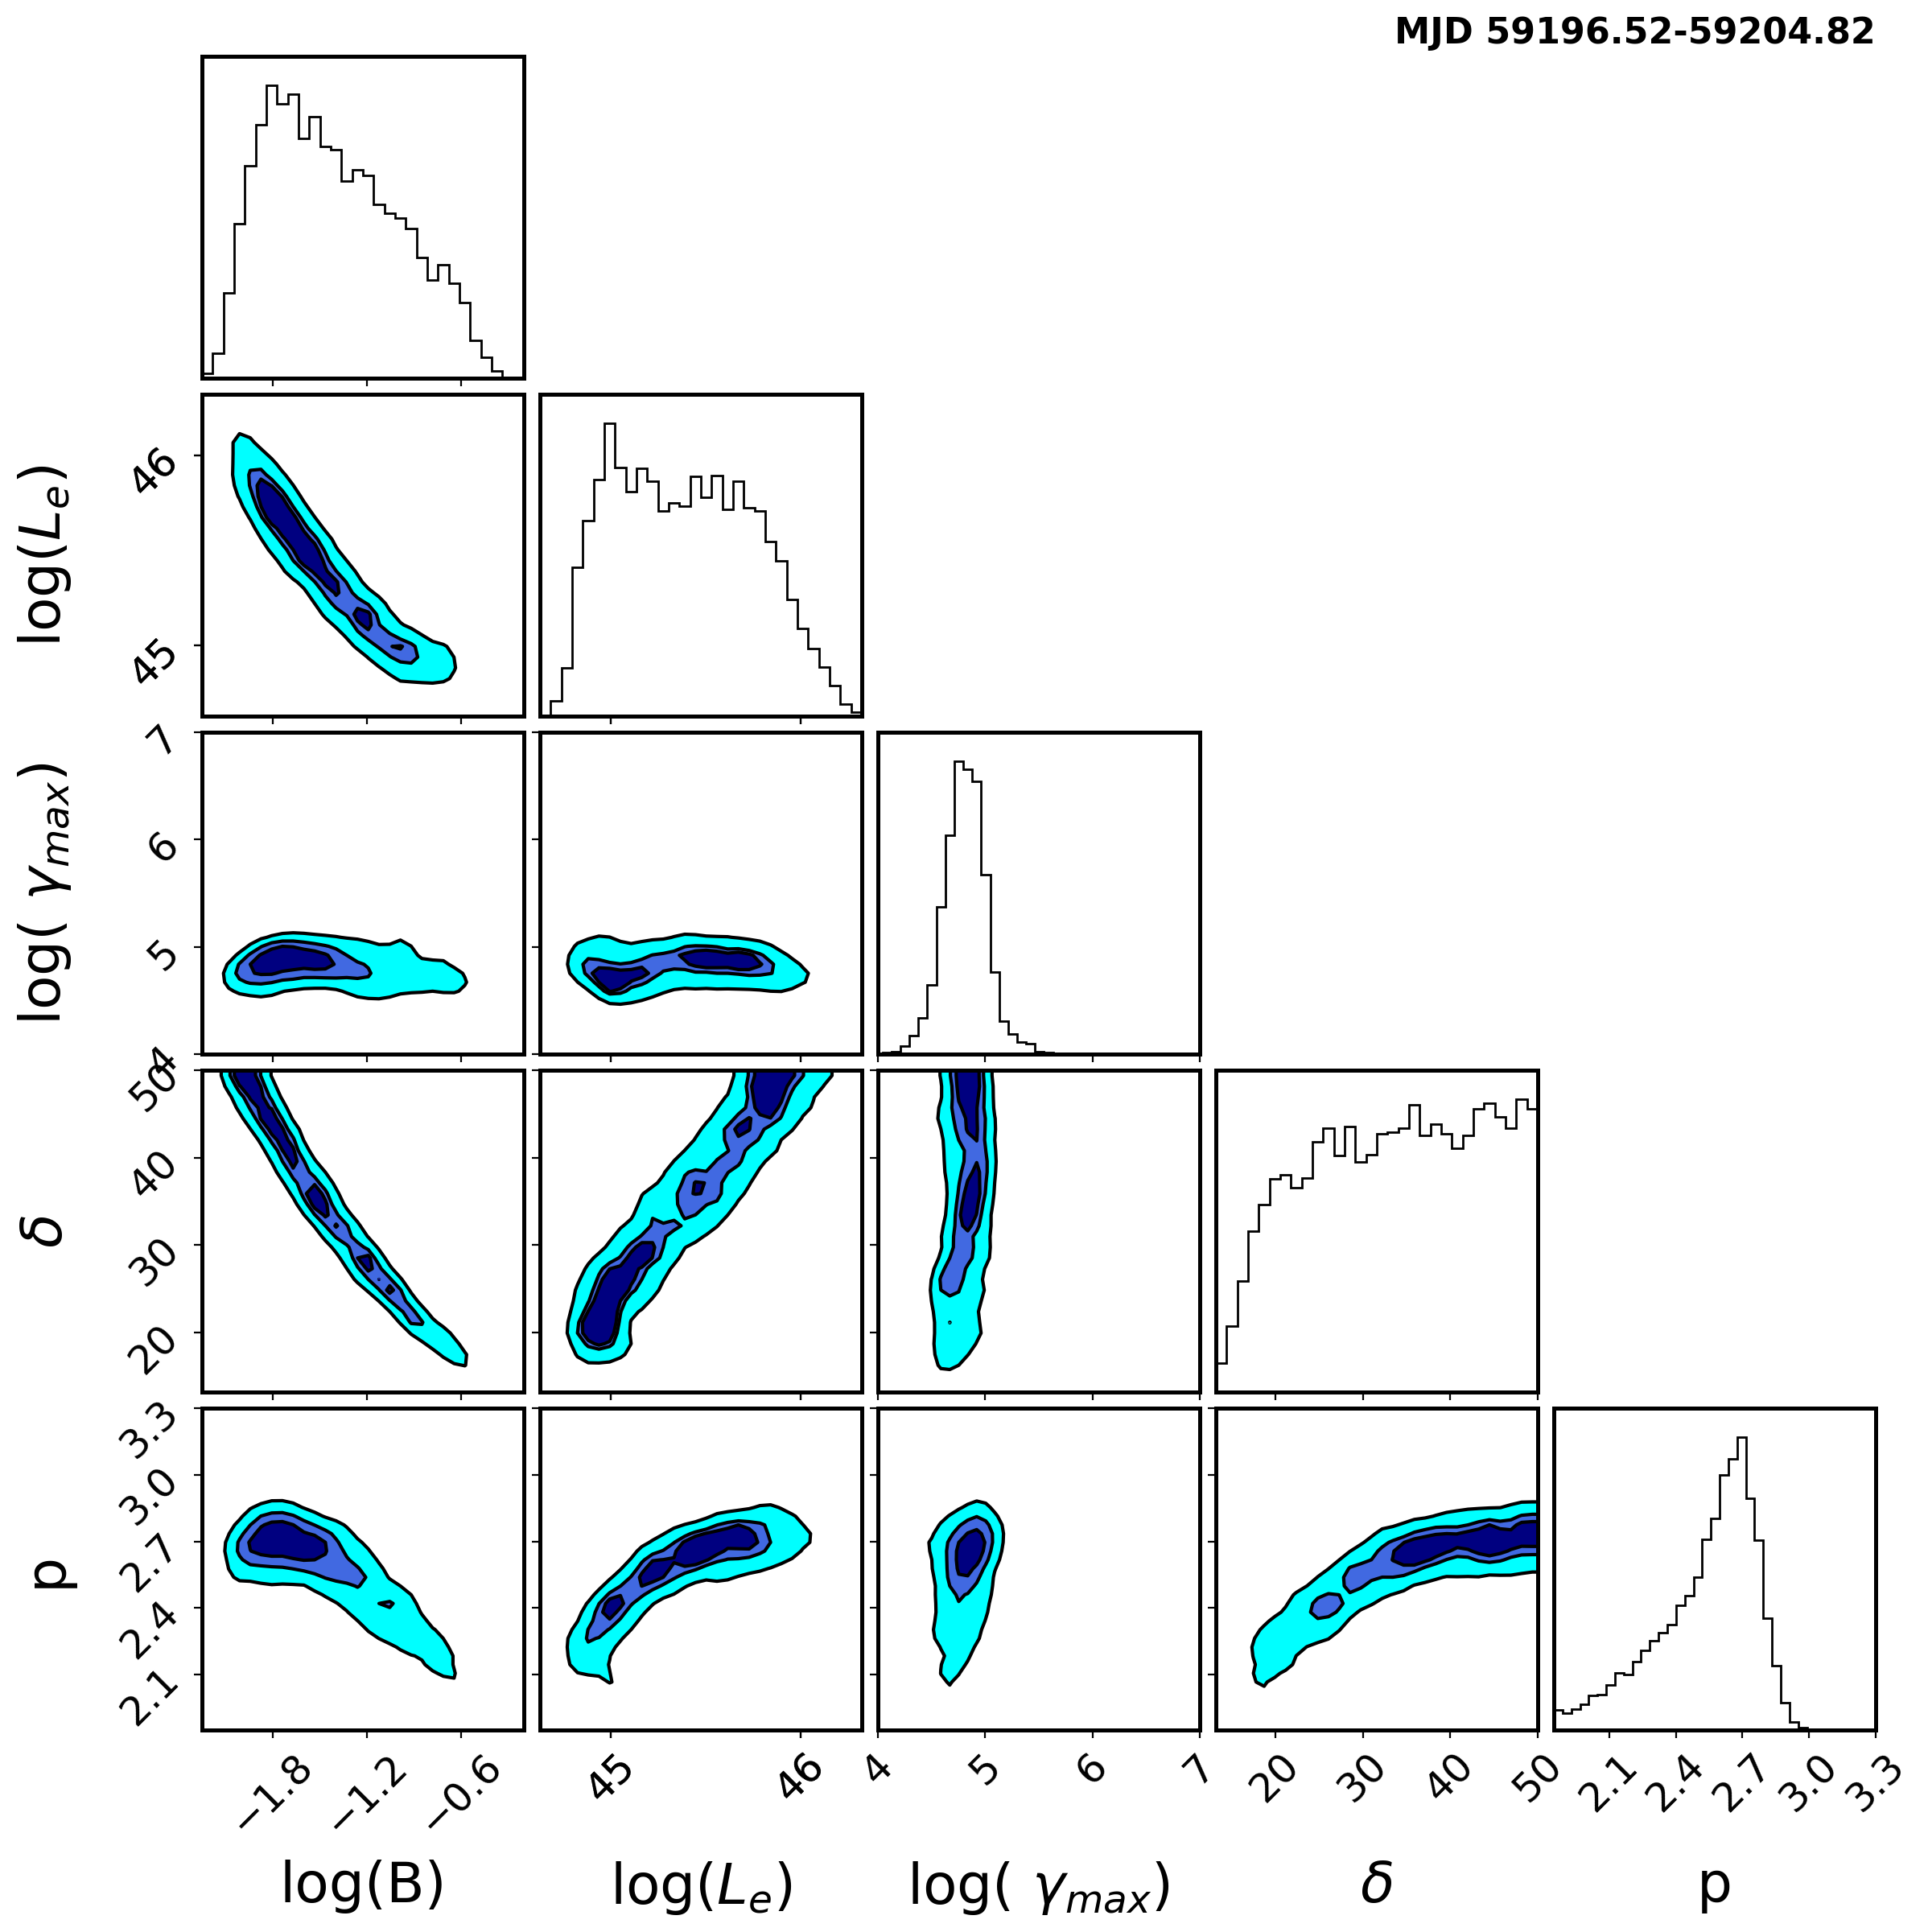 MJD 59196.52-59204.82
log(L_e)
46
45
log( γ_max)
7
6
5
4
δ
50
40
30
20
p
3.3
3.0
2.7
2.4
2.1
−1.8 −1.2 −0.6 45 46 4 5 6 7 20 30 40 50 2.1 2.4 2.7 3.0 3.3
log(B) log(L_e) log( γ_max) δ p